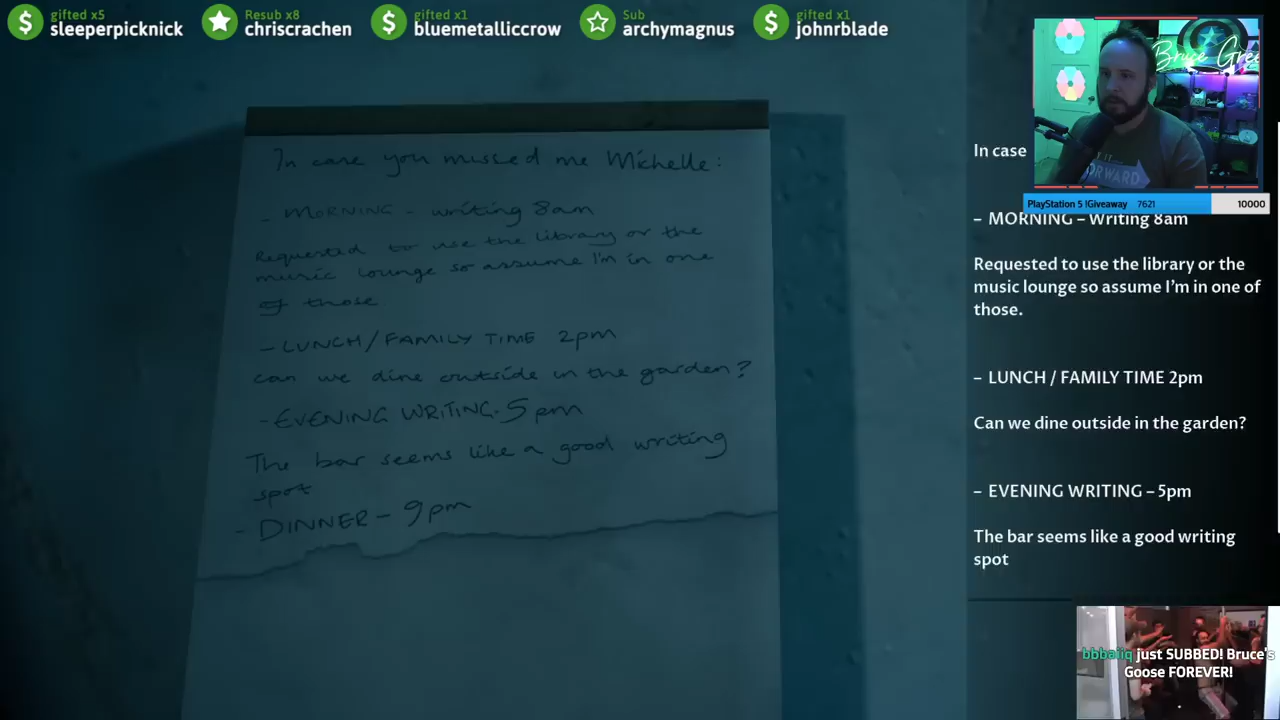 gifted x5
sleeperpicknick
Resub x8
chriscrachen
gifted x1
bluemetalliccrow
Sub
archymagnus
gifted x1
johnrblade
Bruce Gree
In case you missed me Michelle:
- MORNING - writing 8am
Requested to use the library or the
music lounge so assume I'm in one
of those
- LUNCH / FAMILY TIME 2pm
can we dine outside in the garden?
- EVENING WRITING - 5pm
The bar seems like a good writing
spot
- DINNER - 9pm
FORWARD
PlayStation 5 !Giveaway 7621 10000
In case
– MORNING – Writing 8am
Requested to use the library or the
music lounge so assume I'm in one of
those.
– LUNCH / FAMILY TIME 2pm
Can we dine outside in the garden?
– EVENING WRITING – 5pm
The bar seems like a good writing
spot
bbbaiiq just SUBBED! Bruce's
Goose FOREVER!